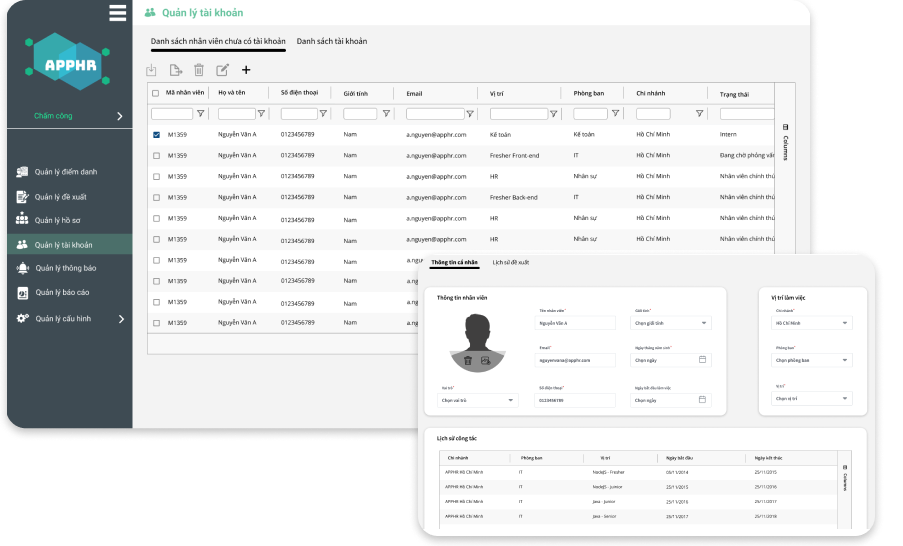 Quản lý tài khoản
APPHR
Danh sách nhân viên chưa có tài khoản Danh sách tài khoản
Chấm công
Mã nhân viên Họ và tên Số điện thoại Giới tính Email Vị trí Phòng ban Chi nhánh Trạng thái
Columns
M1359 Nguyễn Văn A 0123456789 Nam a.nguyen@apphr.com Kế toán Kế toán Hồ Chí Minh Intern
M1359 Nguyễn Văn A 0123456789 Nam a.nguyen@apphr.com Fresher Front-end IT Hồ Chí Minh Đang chờ phỏng vấn
M1359 Nguyễn Văn A 0123456789 Nam a.nguyen@apphr.com HR Nhân sự Hồ Chí Minh Nhân viên chính thứ
M1359 Nguyễn Văn A 0123456789 Nam a.nguyen@apphr.com Fresher Back-end IT Hồ Chí Minh Nhân viên chính thứ
M1359 Nguyễn Văn A 0123456789 Nam a.nguyen@apphr.com HR Nhân sự Hồ Chí Minh Nhân viên chính thứ
M1359 Nguyễn Văn A 0123456789 Nam a.nguyen@apphr.com HR Nhân sự Hồ Chí Minh Nhân viên chính thứ
M1359 Nguyễn Văn A 0123456789 Nam a.ng
M1359 Nguyễn Văn A 0123456789 Nam a.ng
M1359 Nguyễn Văn A 0123456789 Nam a.ng
M1359 Nguyễn Văn A 0123456789 Nam a.n
Quản lý điểm danh
Quản lý đề xuất
Quản lý hồ sơ
Quản lý tài khoản
Quản lý thông báo
Quản lý báo cáo
Quản lý cấu hình
Thông tin cá nhân Lịch sử đề xuất
Thông tin nhân viên
Tên nhân viên* Giới tính*
Nguyễn Văn A Chọn giới tính
Email* Ngày tháng năm sinh*
nguyenvana@apphr.com Chọn ngày
Vai trò* Số điện thoại* Ngày bắt đầu làm việc
Chọn vai trò 0123456789 Chọn ngày
Vị trí làm việc
Chi nhánh*
Hồ Chí Minh
Phòng ban*
Chọn phòng ban
Vị trí*
Chọn vị trí
Lịch sử công tác
Chi nhánh Phòng ban Vị trí Ngày bắt đầu Ngày kết thúc
Columns
APPHR Hồ Chí Minh IT NodeJS - Fresher 05/11/2014 25/11/2015
APPHR Hồ Chí Minh IT NodeJS - Junior 25/11/2015 25/11/2016
APPHR Hồ Chí Minh IT Java - Junior 25/11/2016 25/11/2017
APPHR Hồ Chí Minh IT Java - Senior 25/11/2017 25/11/2018